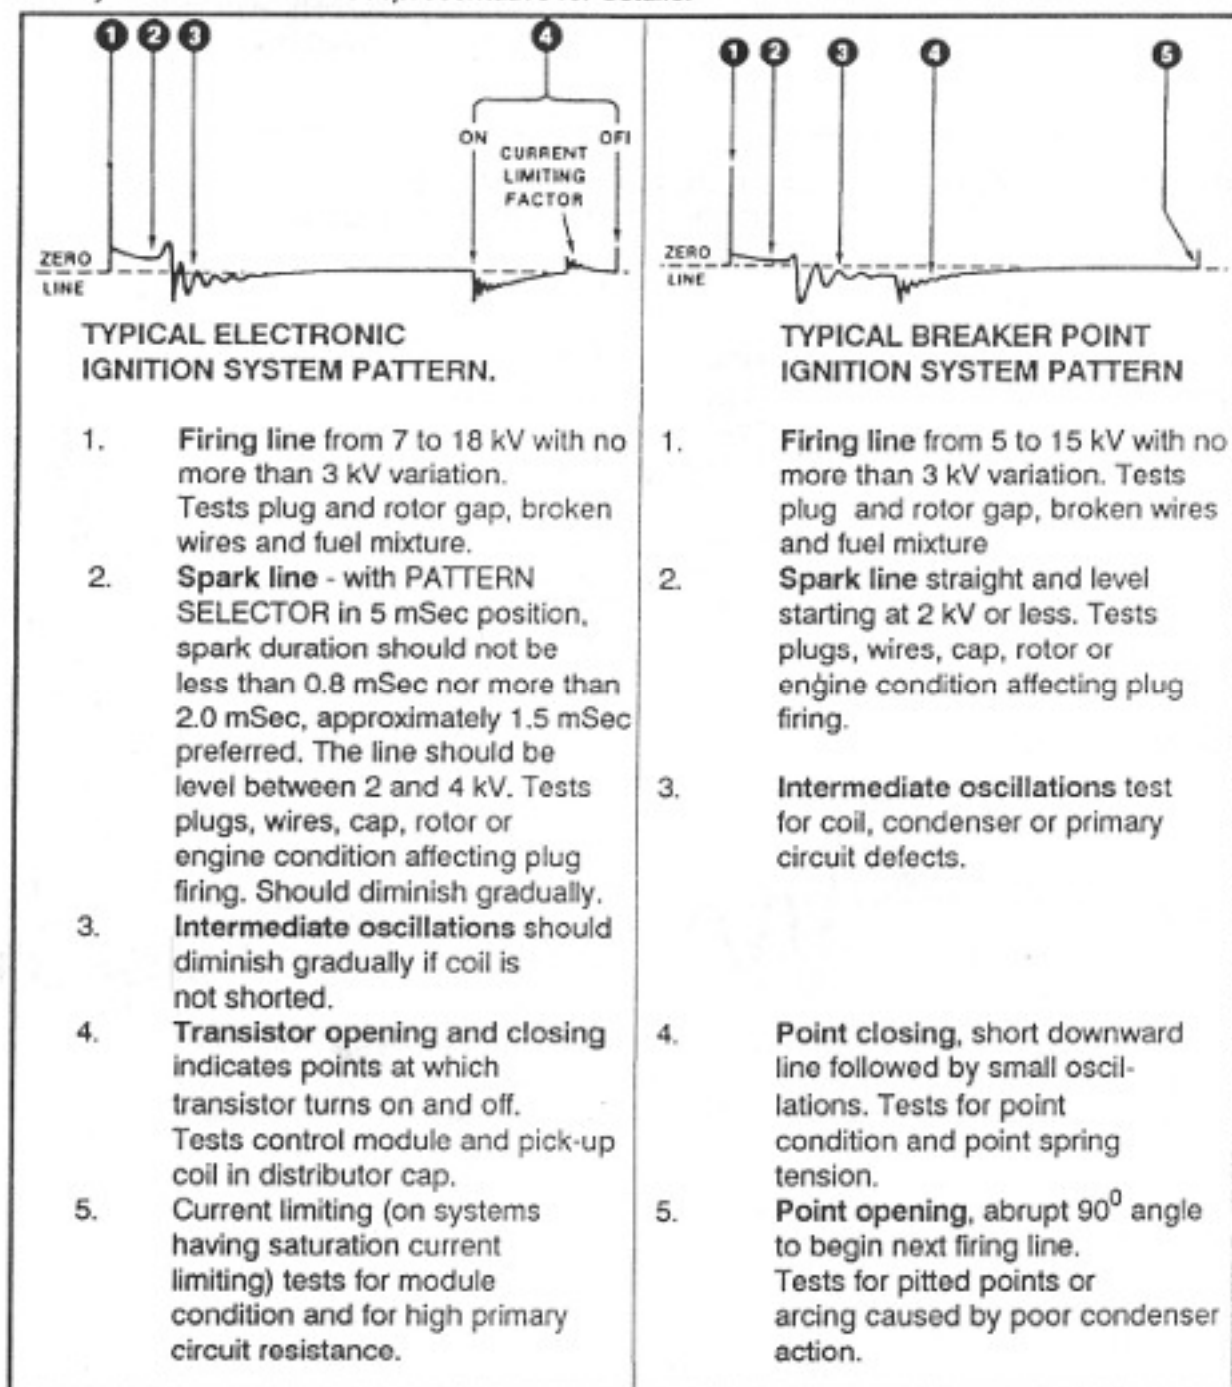 1 2 3 4
ON OFI
CURRENT
LIMITING
FACTOR
ZERO
LINE
TYPICAL ELECTRONIC
IGNITION SYSTEM PATTERN.
1. Firing line from 7 to 18 kV with no
more than 3 kV variation.
Tests plug and rotor gap, broken
wires and fuel mixture.
2. Spark line - with PATTERN
SELECTOR in 5 mSec position,
spark duration should not be
less than 0.8 mSec nor more than
2.0 mSec, approximately 1.5 mSec
preferred. The line should be
level between 2 and 4 kV. Tests
plugs, wires, cap, rotor or
engine condition affecting plug
firing. Should diminish gradually.
3. Intermediate oscillations should
diminish gradually if coil is
not shorted.
4. Transistor opening and closing
indicates points at which
transistor turns on and off.
Tests control module and pick-up
coil in distributor cap.
5. Current limiting (on systems
having saturation current
limiting) tests for module
condition and for high primary
circuit resistance.
1 2 3 4 5
ZERO
LINE
TYPICAL BREAKER POINT
IGNITION SYSTEM PATTERN
1. Firing line from 5 to 15 kV with no
more than 3 kV variation. Tests
plug and rotor gap, broken wires
and fuel mixture
2. Spark line straight and level
starting at 2 kV or less. Tests
plugs, wires, cap, rotor or
engine condition affecting plug
firing.
3. Intermediate oscillations test
for coil, condenser or primary
circuit defects.
4. Point closing, short downward
line followed by small oscil-
lations. Tests for point
condition and point spring
tension.
5. Point opening, abrupt 90⁰ angle
to begin next firing line.
Tests for pitted points or
arcing caused by poor condenser
action.